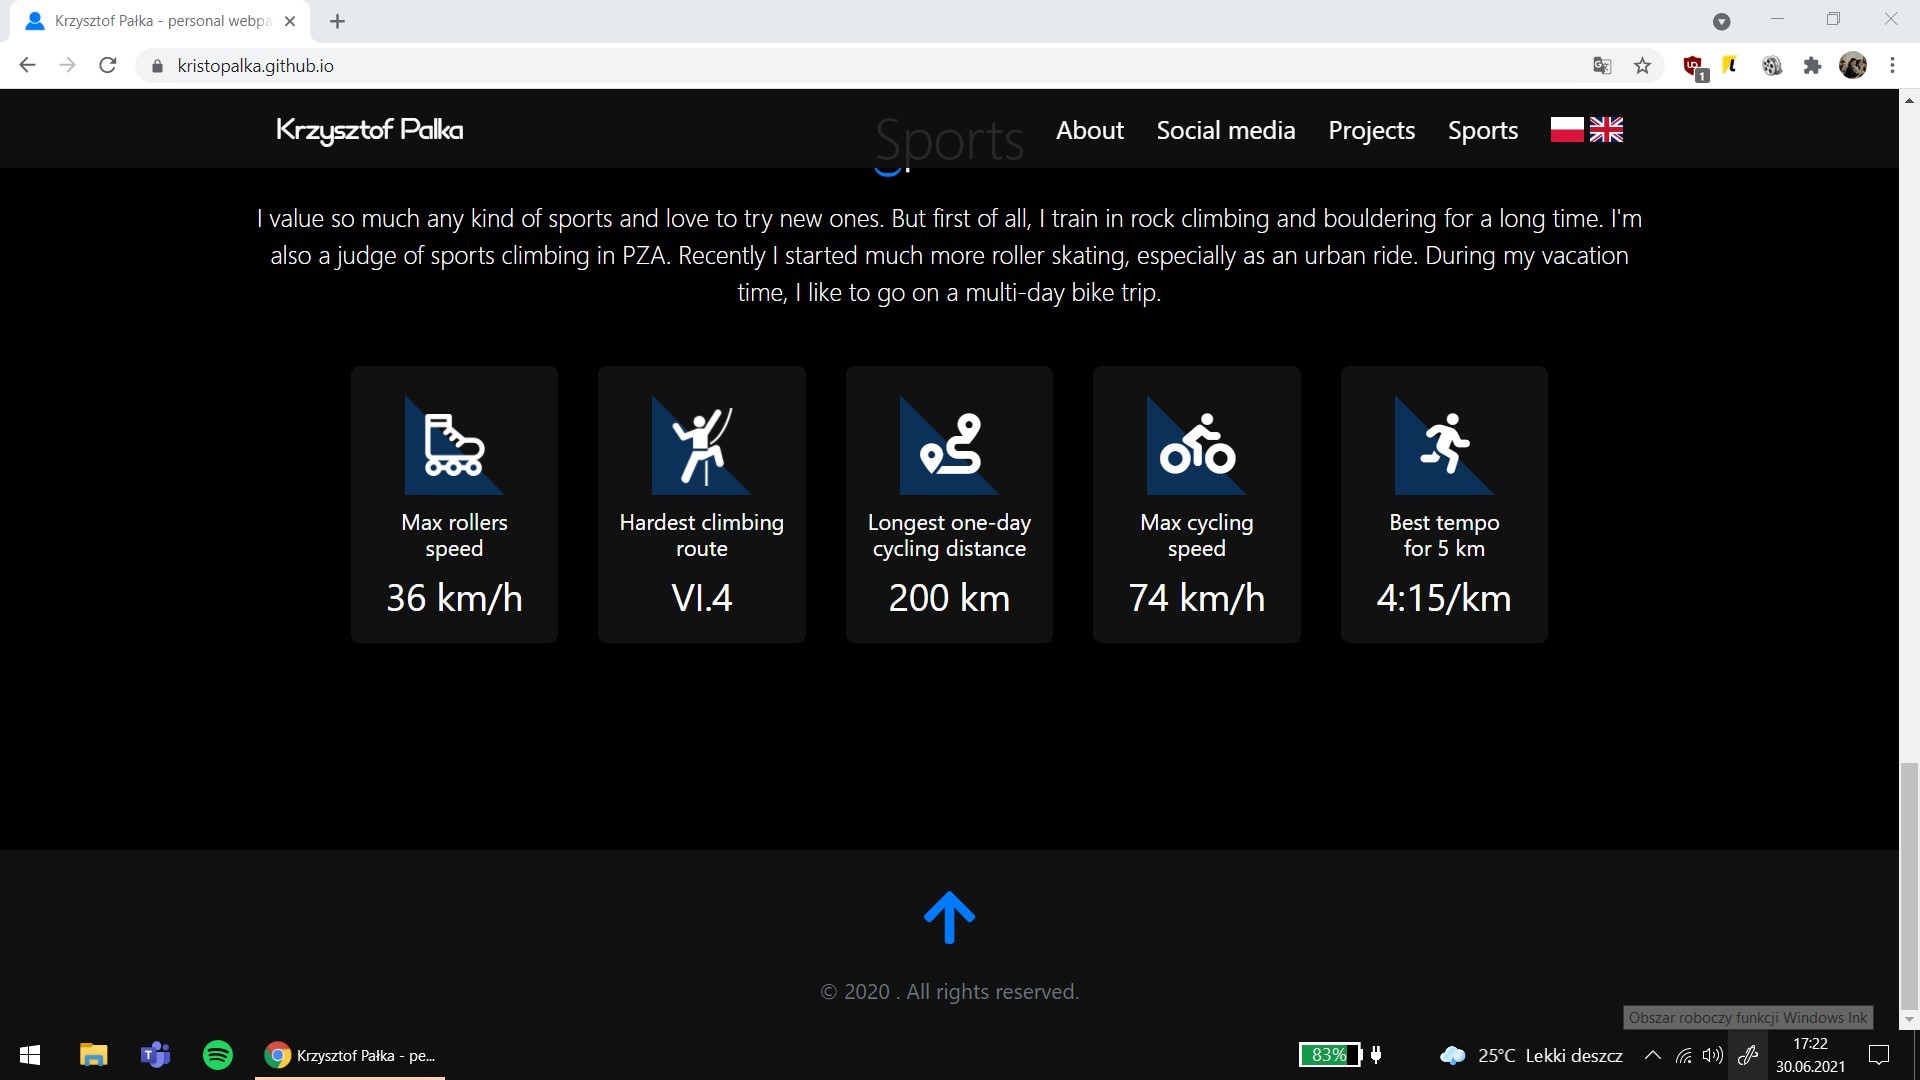 Krzysztof Pałka - personal webpa
kristopalka.github.io
1
Krzysztof Palka
Sports
About
Social media
Projects
Sports
I value so much any kind of sports and love to try new ones. But first of all, I train in rock climbing and bouldering for a long time. I'm
also a judge of sports climbing in PZA. Recently I started much more roller skating, especially as an urban ride. During my vacation
time, I like to go on a multi-day bike trip.
Max rollers
speed
36 km/h
Hardest climbing
route
VI.4
Longest one-day
cycling distance
200 km
Max cycling
speed
74 km/h
Best tempo
for 5 km
4:15/km
© 2020 . All rights reserved.
Obszar roboczy funkcji Windows Ink
Krzysztof Pałka - pe...
83%
25°C Lekki deszcz
17:22
30.06.2021